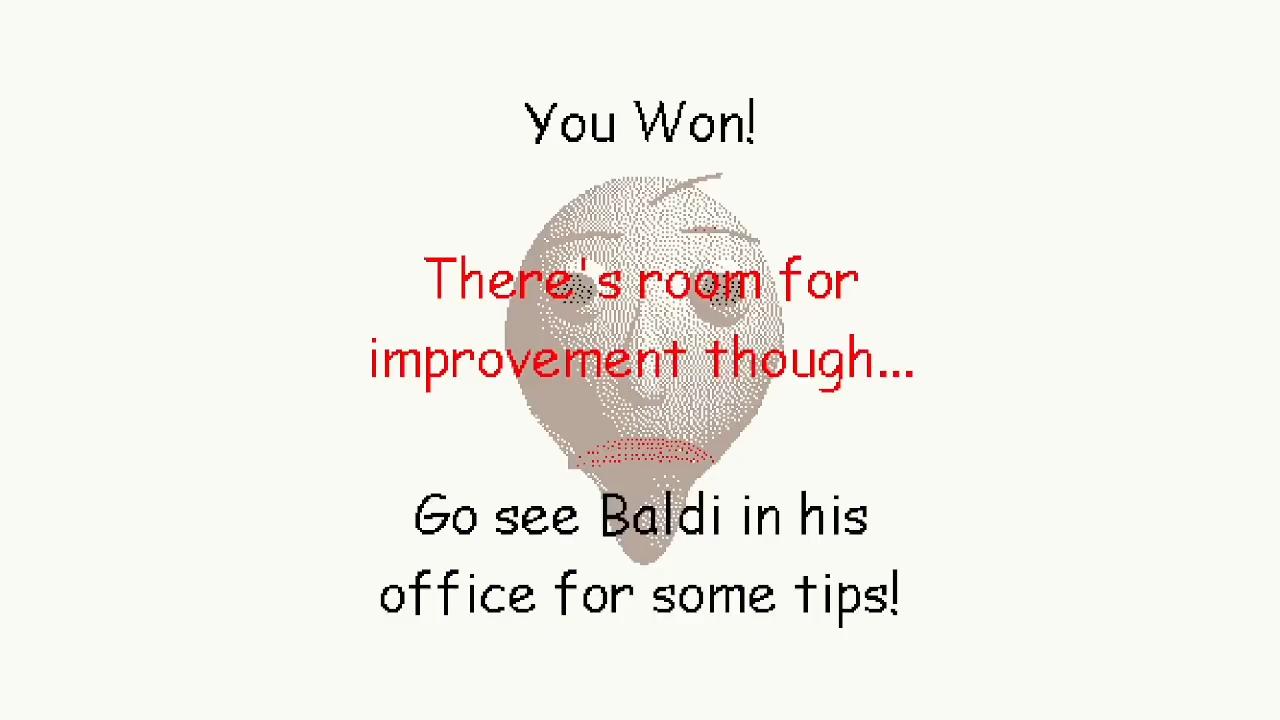 You Won!
There's room for
improvement though...
Go see Baldi in his
office for some tips!